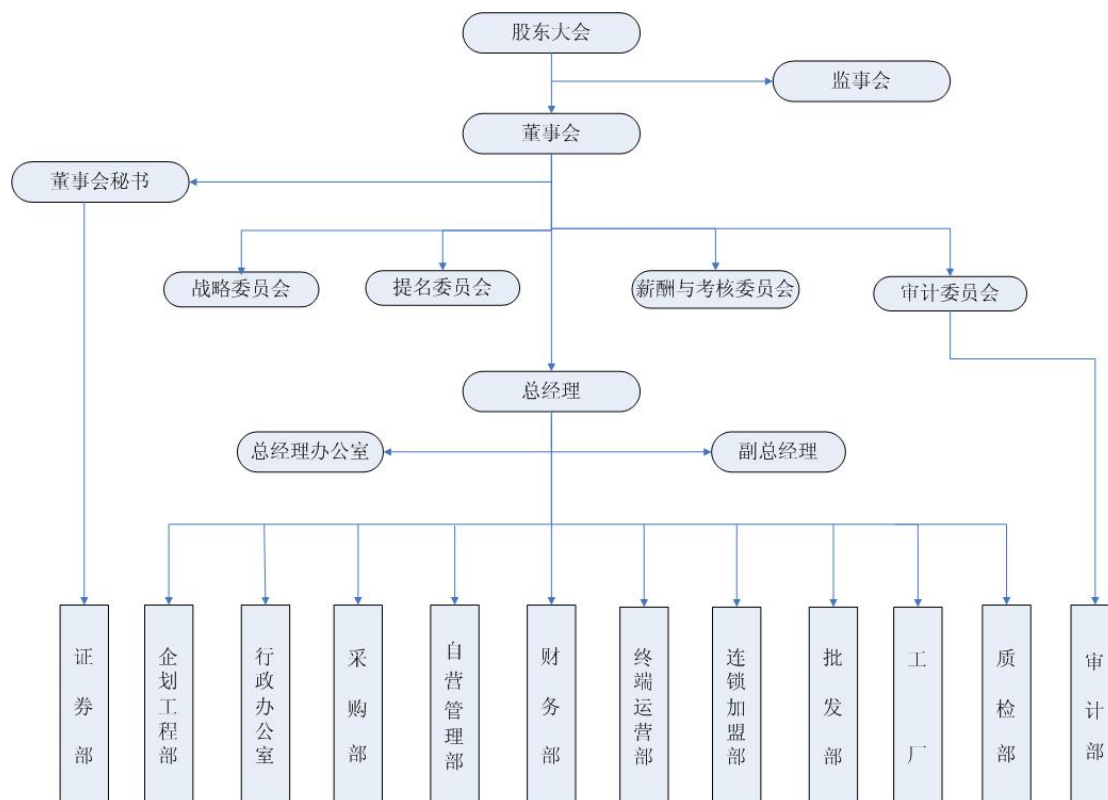 股东大会
监事会
董事会
董事会秘书
战略委员会
提名委员会
薪酬与考核委员会
审计委员会
总经理
总经理办公室
副总经理
证券部
企划工程部
行政办公室
采购部
自营管理部
财务部
终端运营部
连锁加盟部
批发部
工厂
质检部
审计部